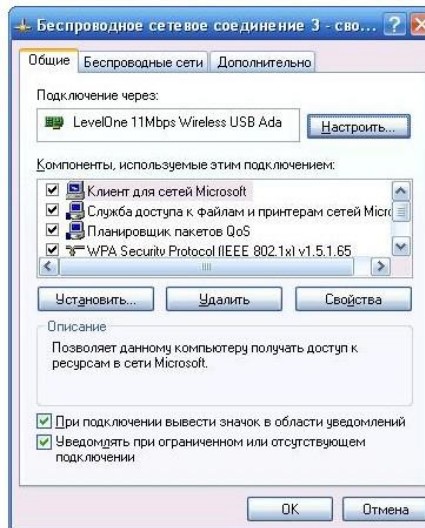 Беспроводное сетевое соединение 3 - сво...
Общие Беспроводные сети Дополнительно
Подключение через:
LevelOne 11Mbps Wireless USB Ada
Настроить...
Компоненты, используемые этим подключением:
Клиент для сетей Microsoft
Служба доступа к файлам и принтерам сетей Micro
Планировщик пакетов QoS
WPA Security Protocol (IEEE 802.1x) v1.5.1.65
Установить... Удалить Свойства
Описание
Позволяет данному компьютеру получать доступ к
ресурсам в сети Microsoft.
При подключении вывести значок в области уведомлений
Уведомлять при ограниченном или отсутствующем
подключении
OK Отмена